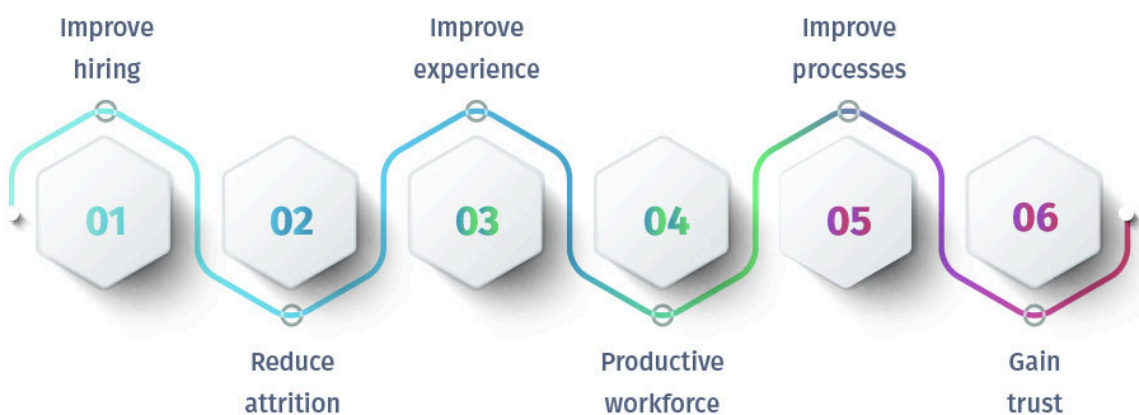 Improve
hiring
01
Reduce
attrition
02
Improve
experience
03
Productive
workforce
04
Improve
processes
05
Gain
trust
06